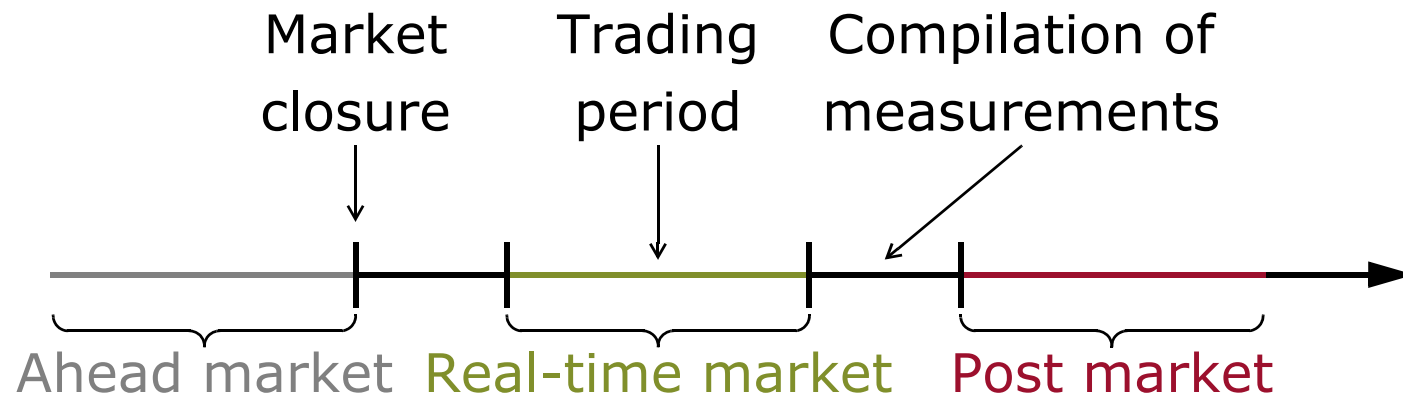 Market
closure
Trading
period
Compilation of
measurements
Ahead market
Real-time market
Post market